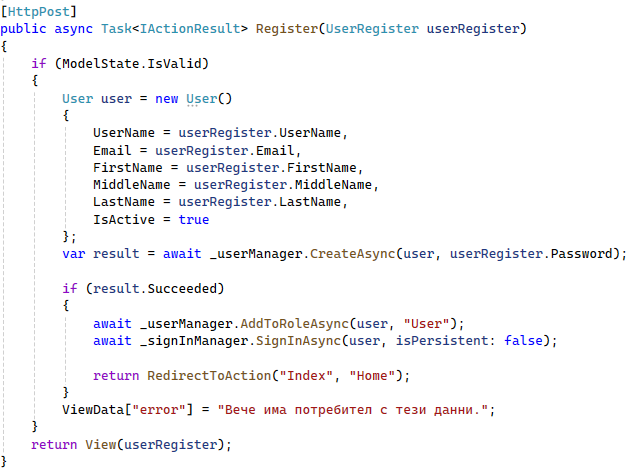 [HttpPost]
public async Task<IActionResult> Register(UserRegister userRegister)
{
    if (ModelState.IsValid)
    {
        User user = new User()
        {
            UserName = userRegister.UserName,
            Email = userRegister.Email,
            FirstName = userRegister.FirstName,
            MiddleName = userRegister.MiddleName,
            LastName = userRegister.LastName,
            IsActive = true
        };
        var result = await _userManager.CreateAsync(user, userRegister.Password);

        if (result.Succeeded)
        {
            await _userManager.AddToRoleAsync(user, "User");
            await _signInManager.SignInAsync(user, isPersistent: false);

            return RedirectToAction("Index", "Home");
        }
        ViewData["error"] = "Вече има потребител с тези данни.";
    }
    return View(userRegister);
}